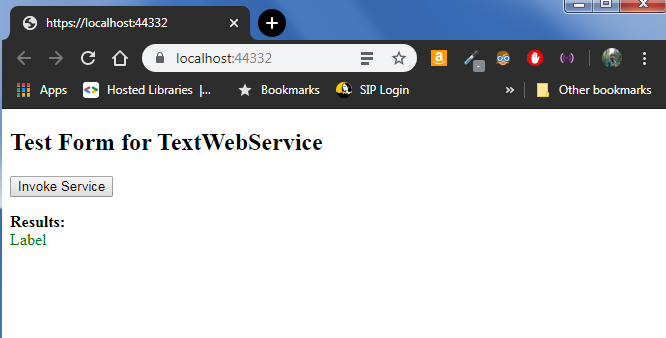 https://localhost:44332
localhost:44332
Apps
Hosted Libraries |...
Bookmarks
SIP Login
»
Other bookmarks
Test Form for TextWebService
Invoke Service
Results:
Label